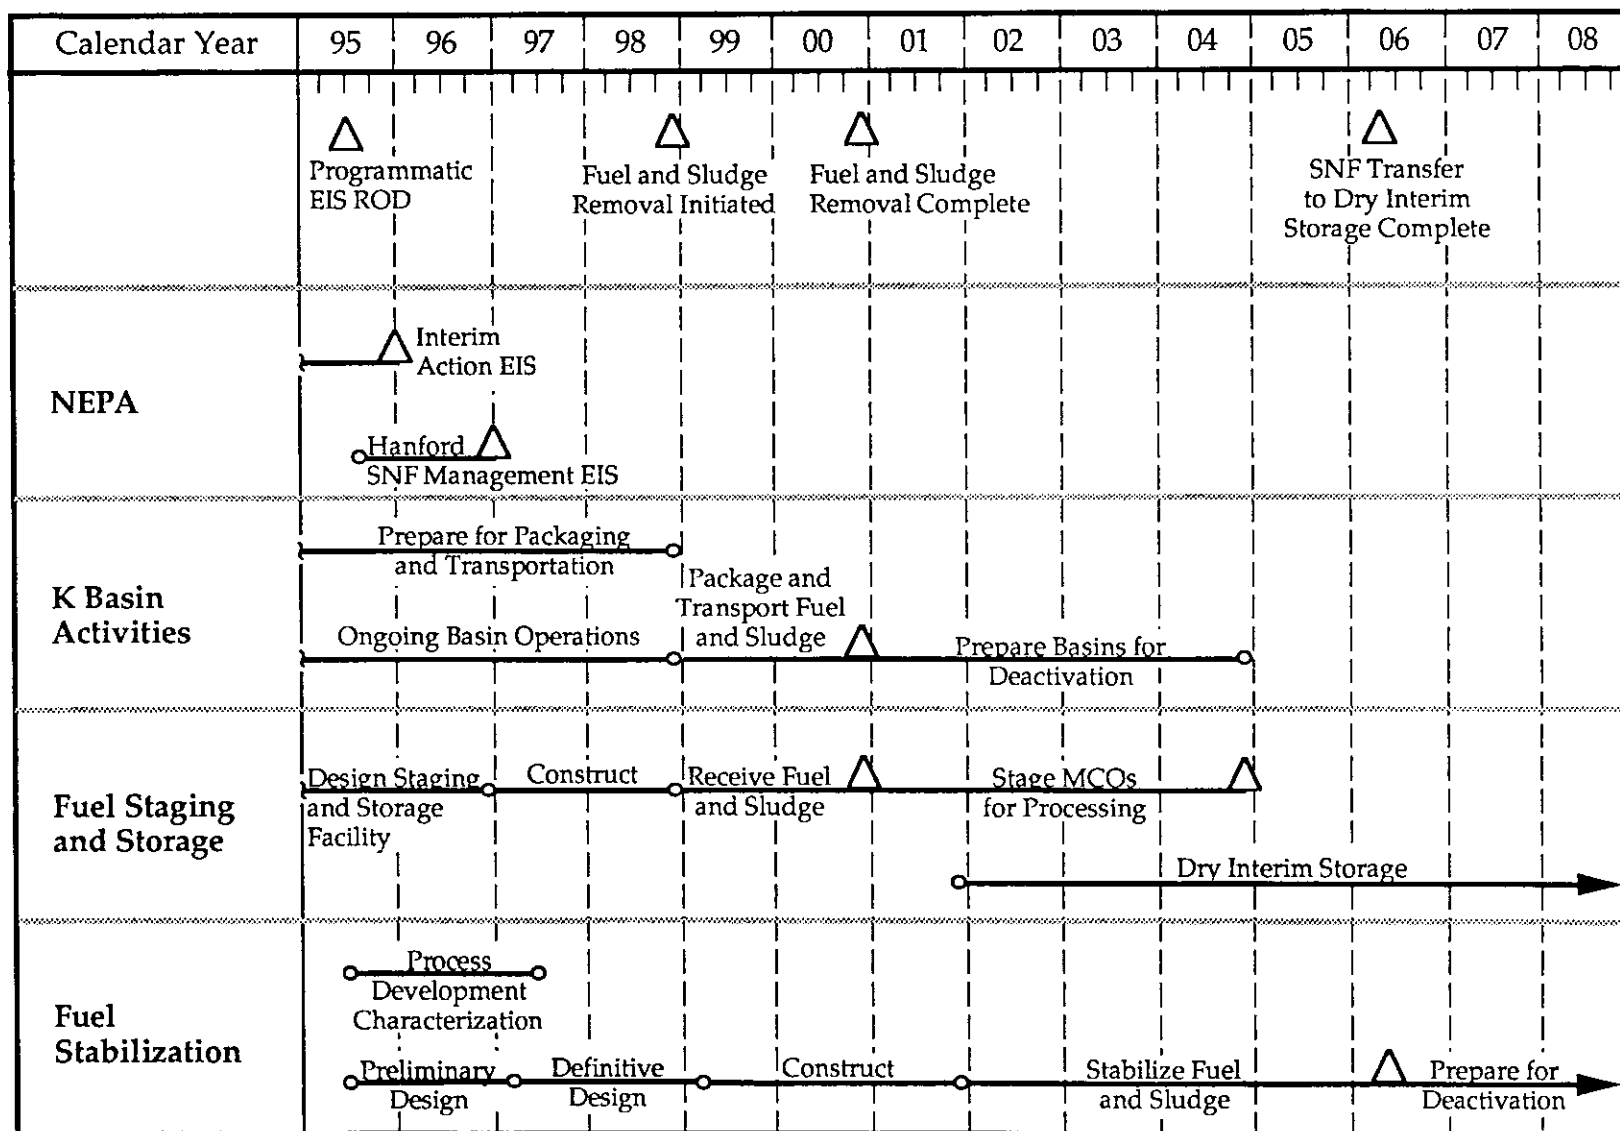 Calendar Year 95 96 97 98 99 00 01 02 03 04 05 06 07 08
Programmatic
EIS ROD
Fuel and Sludge
Removal Initiated
Fuel and Sludge
Removal Complete
SNF Transfer
to Dry Interim
Storage Complete
NEPA
Interim
Action EIS
Hanford
SNF Management EIS
K Basin
Activities
Prepare for Packaging
and Transportation
Ongoing Basin Operations
Package and
Transport Fuel
and Sludge
Prepare Basins for
Deactivation
Fuel Staging
and Storage
Design Staging
and Storage
Facility
Construct
Receive Fuel
and Sludge
Stage MCOs
for Processing
Dry Interim Storage
Fuel
Stabilization
Process
Development
Characterization
Preliminary
Design
Definitive
Design
Construct
Stabilize Fuel
and Sludge
Prepare for
Deactivation